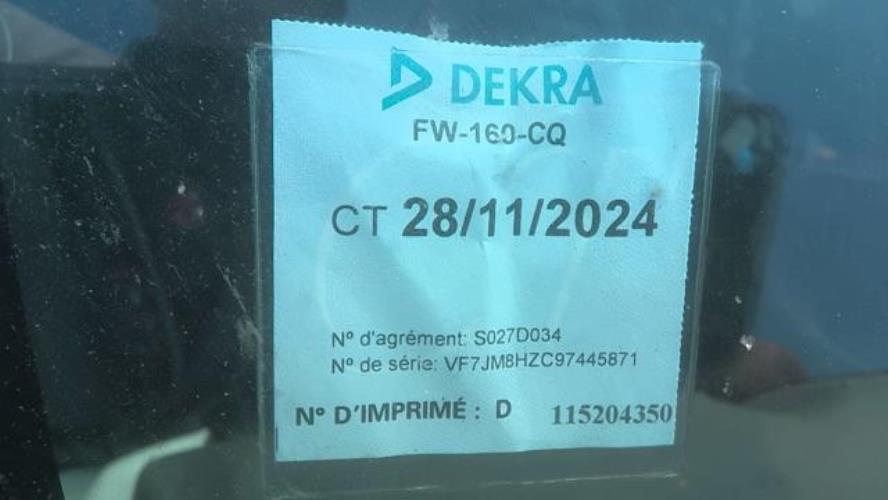 DEKRA
FW-160-CQ
CT 28/11/2024
N° d'agrément: S027D034
N° de série: VF7JM8HZC97445871
N° D'IMPRIMÉ : D 115204350